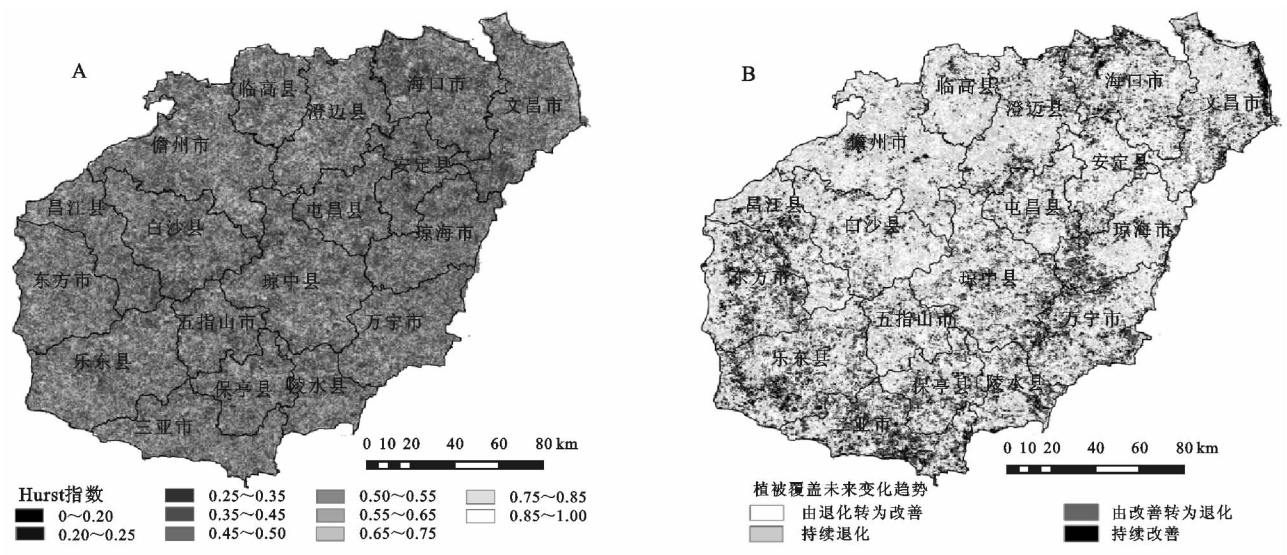 A
临高县
海口市
澄迈县
文昌市
儋州市
安定县
昌江县
屯昌县
白沙县
琼海市
东方市
琼中县
五指山市
万宁市
乐东县
保亭县
陵水县
三亚市
0 10 20 40 60 80 km
Hurst指数
0～0.20
0.20～0.25
0.25～0.35
0.35～0.45
0.45～0.50
0.50～0.55
0.55～0.65
0.65～0.75
0.75～0.85
0.85～1.00
B
海口市
临高县
澄迈县
文昌市
儋州市
安定县
昌江县
屯昌县
白沙县
琼海市
东方市
琼中县
五指山市
万宁市
乐东县
保亭县
陵水县
三亚市
0 10 20 40 60 80 km
植被覆盖未来变化趋势
由退化转为改善
持续退化
由改善转为退化
持续改善